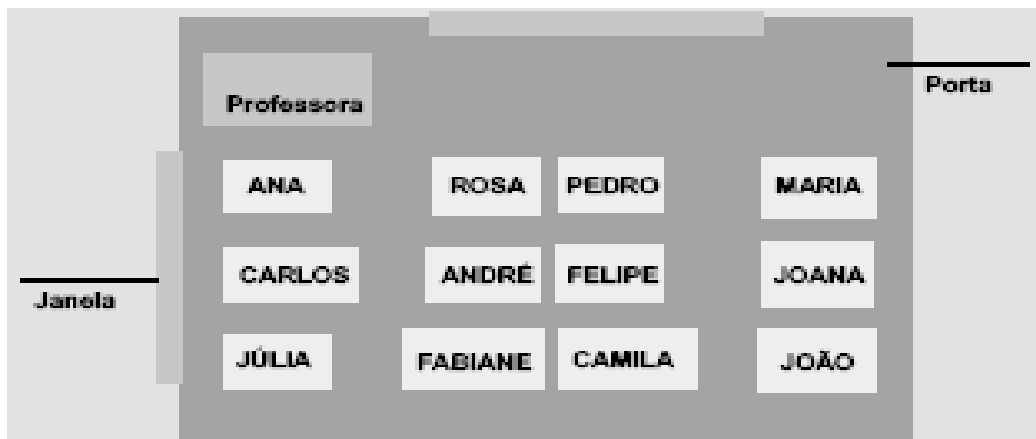 Porta
Professora
ANA ROSA PEDRO MARIA
CARLOS ANDRÉ FELIPE JOANA
Janela
JÚLIA FABIANE CAMILA JOÃO